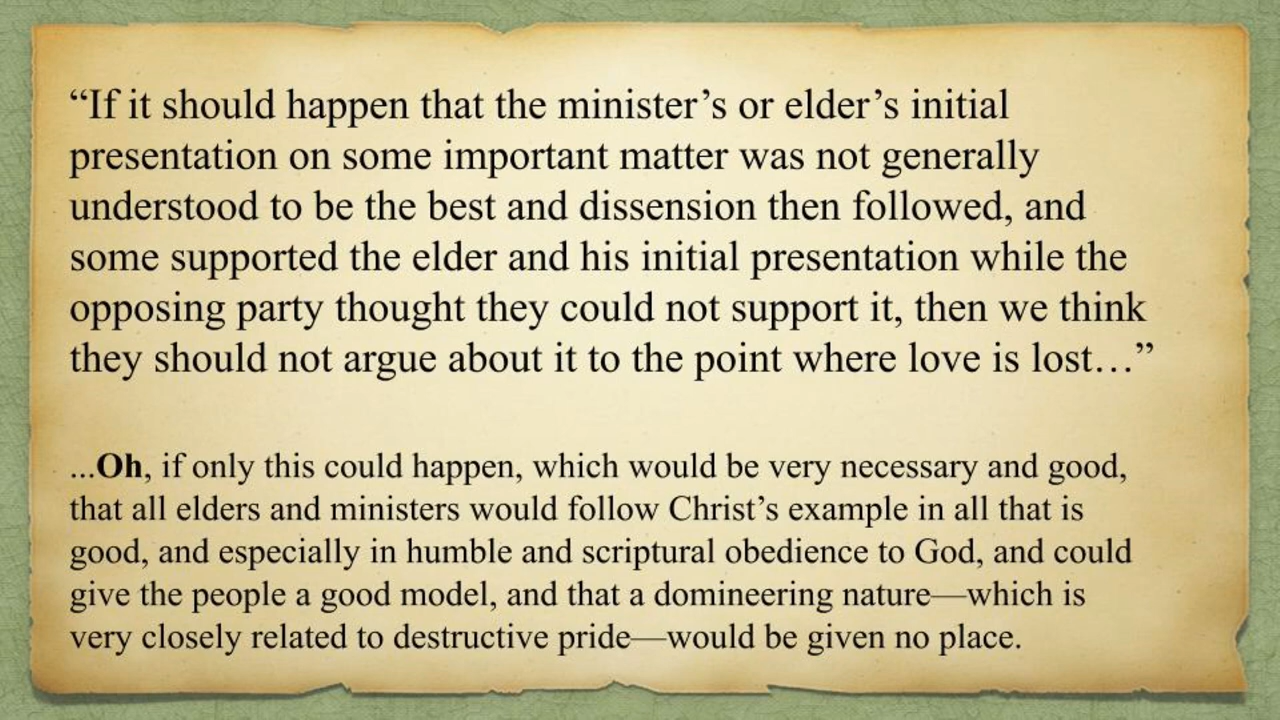 “If it should happen that the minister’s or elder’s initial
presentation on some important matter was not generally
understood to be the best and dissension then followed, and
some supported the elder and his initial presentation while the
opposing party thought they could not support it, then we think
they should not argue about it to the point where love is lost…”
...Oh, if only this could happen, which would be very necessary and good,
that all elders and ministers would follow Christ’s example in all that is
good, and especially in humble and scriptural obedience to God, and could
give the people a good model, and that a domineering nature—which is
very closely related to destructive pride—would be given no place.